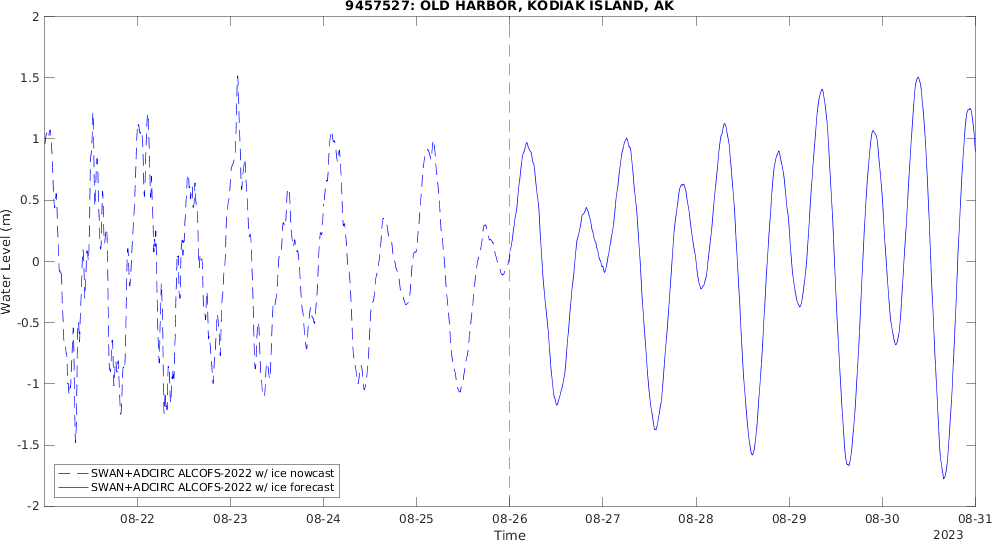 9457527: OLD HARBOR, KODIAK ISLAND, AK
2
1.5
1
0.5
0
-0.5
-1
-1.5
-2
Water Level (m)
SWAN+ADCIRC ALCOFS-2022 w/ ice nowcast
SWAN+ADCIRC ALCOFS-2022 w/ ice forecast
08-22 08-23 08-24 08-25 08-26 08-27 08-28 08-29 08-30 08-31
Time
2023